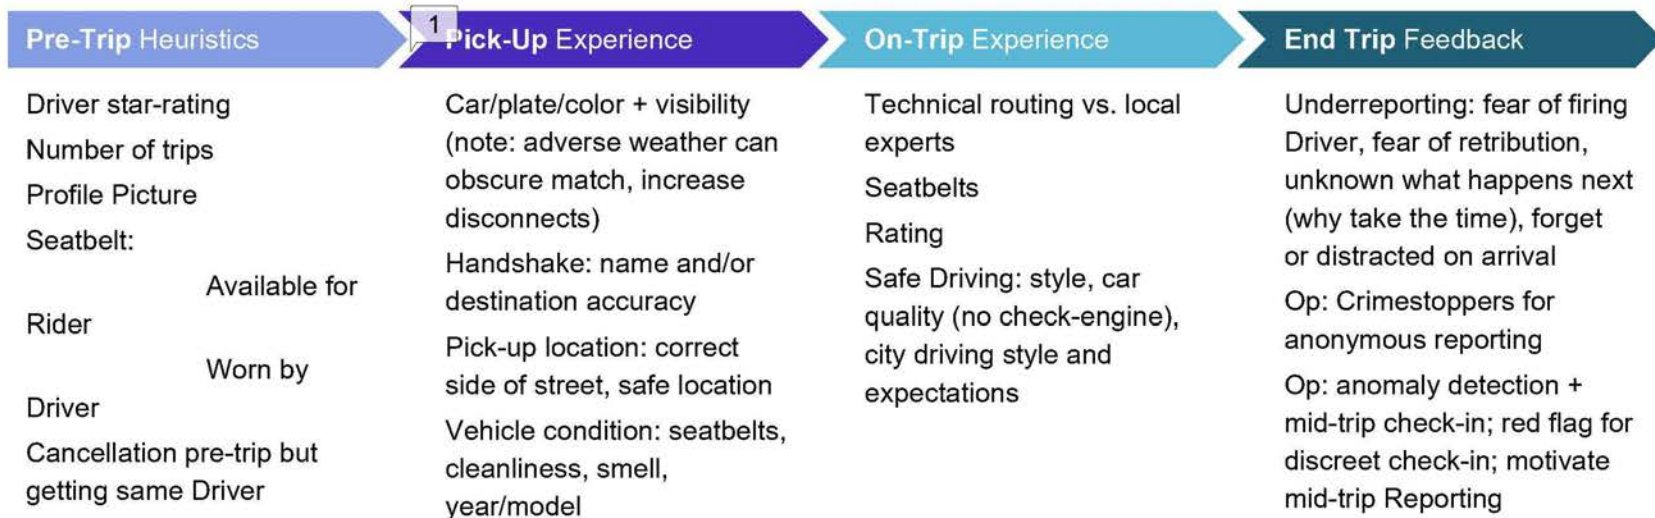 Pre-Trip Heuristics
Driver star-rating
Number of trips
Profile Picture
Seatbelt:
Available for
Rider
Worn by
Driver
Cancellation pre-trip but
getting same Driver
1
Pick-Up Experience
Car/plate/color + visibility
(note: adverse weather can
obscure match, increase
disconnects)
Handshake: name and/or
destination accuracy
Pick-up location: correct
side of street, safe location
Vehicle condition: seatbelts,
cleanliness, smell,
year/model
On-Trip Experience
Technical routing vs. local
experts
Seatbelts
Rating
Safe Driving: style, car
quality (no check-engine),
city driving style and
expectations
End Trip Feedback
Underreporting: fear of firing
Driver, fear of retribution,
unknown what happens next
(why take the time), forget
or distracted on arrival
Op: Crimestoppers for
anonymous reporting
Op: anomaly detection +
mid-trip check-in; red flag for
discreet check-in; motivate
mid-trip Reporting